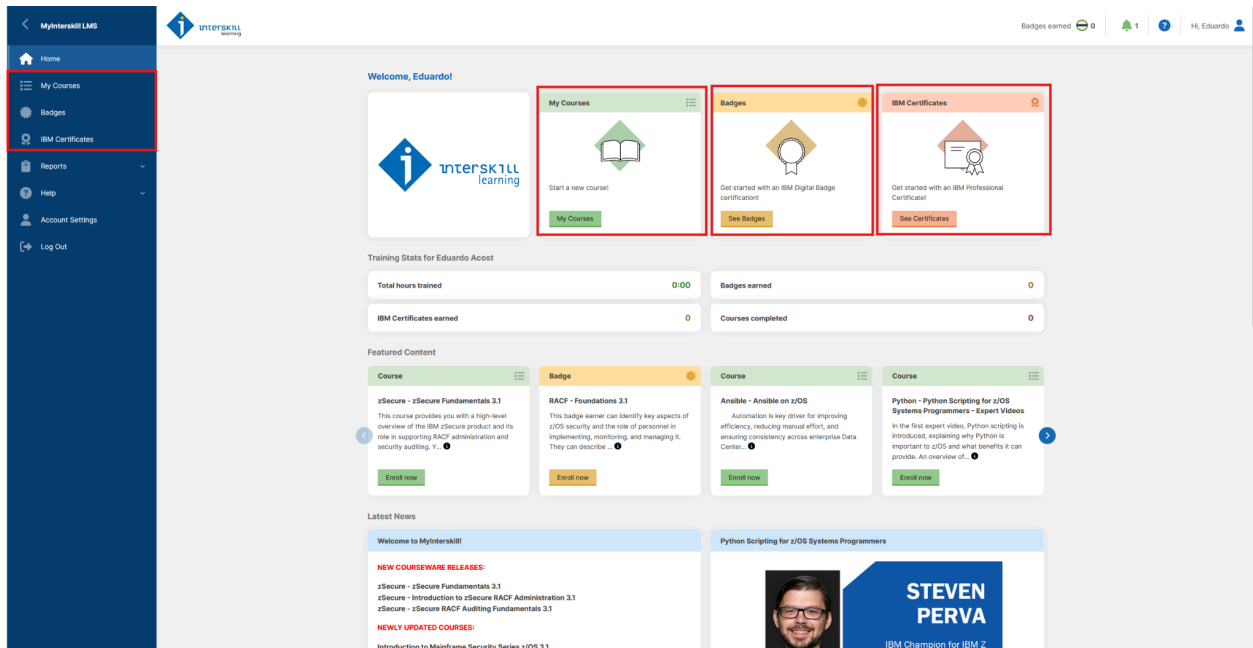 MyInterskill LMS
interskill
learning
Badges earned 0
1
?
Hi, Eduardo
Home
My Courses
Badges
IBM Certificates
Reports
Help
Account Settings
Log Out
Welcome, Eduardo!
interskill
learning
My Courses
Start a new course!
My Courses
Badges
Get started with an IBM Digital Badge
certification!
See Badges
IBM Certificates
Get started with an IBM Professional
Certificate!
See Certificates
Training Stats for Eduardo Acost
Total hours trained 0:00
Badges earned 0
IBM Certificates earned 0
Courses completed 0
Featured Content
Course
zSecure - zSecure Fundamentals 3.1
This course provides you with a high-level
overview of the IBM zSecure product and its
role in supporting RACF administration and
security auditing. Y...
Enroll now
Badge
RACF - Foundations 3.1
This badge earner can identify key aspects of
z/OS security and the role of personnel in
implementing, monitoring, and managing it.
They can describe ...
Enroll now
Course
Ansible - Ansible on z/OS
Automation is key driver for improving
efficiency, reducing manual effort, and
ensuring consistency across enterprise Data
Center...
Enroll now
Course
Python - Python Scripting for z/OS
Systems Programmers - Expert Videos
In the first expert video, Python scripting is
introduced, explaining why Python is
important to z/OS and what benefits it can
provide. An overview of...
Enroll now
Latest News
Welcome to MyInterskill!
NEW COURSEWARE RELEASES:
zSecure - zSecure Fundamentals 3.1
zSecure - Introduction to zSecure RACF Administration 3.1
zSecure - zSecure RACF Auditing Fundamentals 3.1
NEWLY UPDATED COURSES:
Introduction to Mainframe Security Series z/OS 3.1
Python Scripting for z/OS Systems Programmers
STEVEN
PERVA
IBM Champion for IBM Z